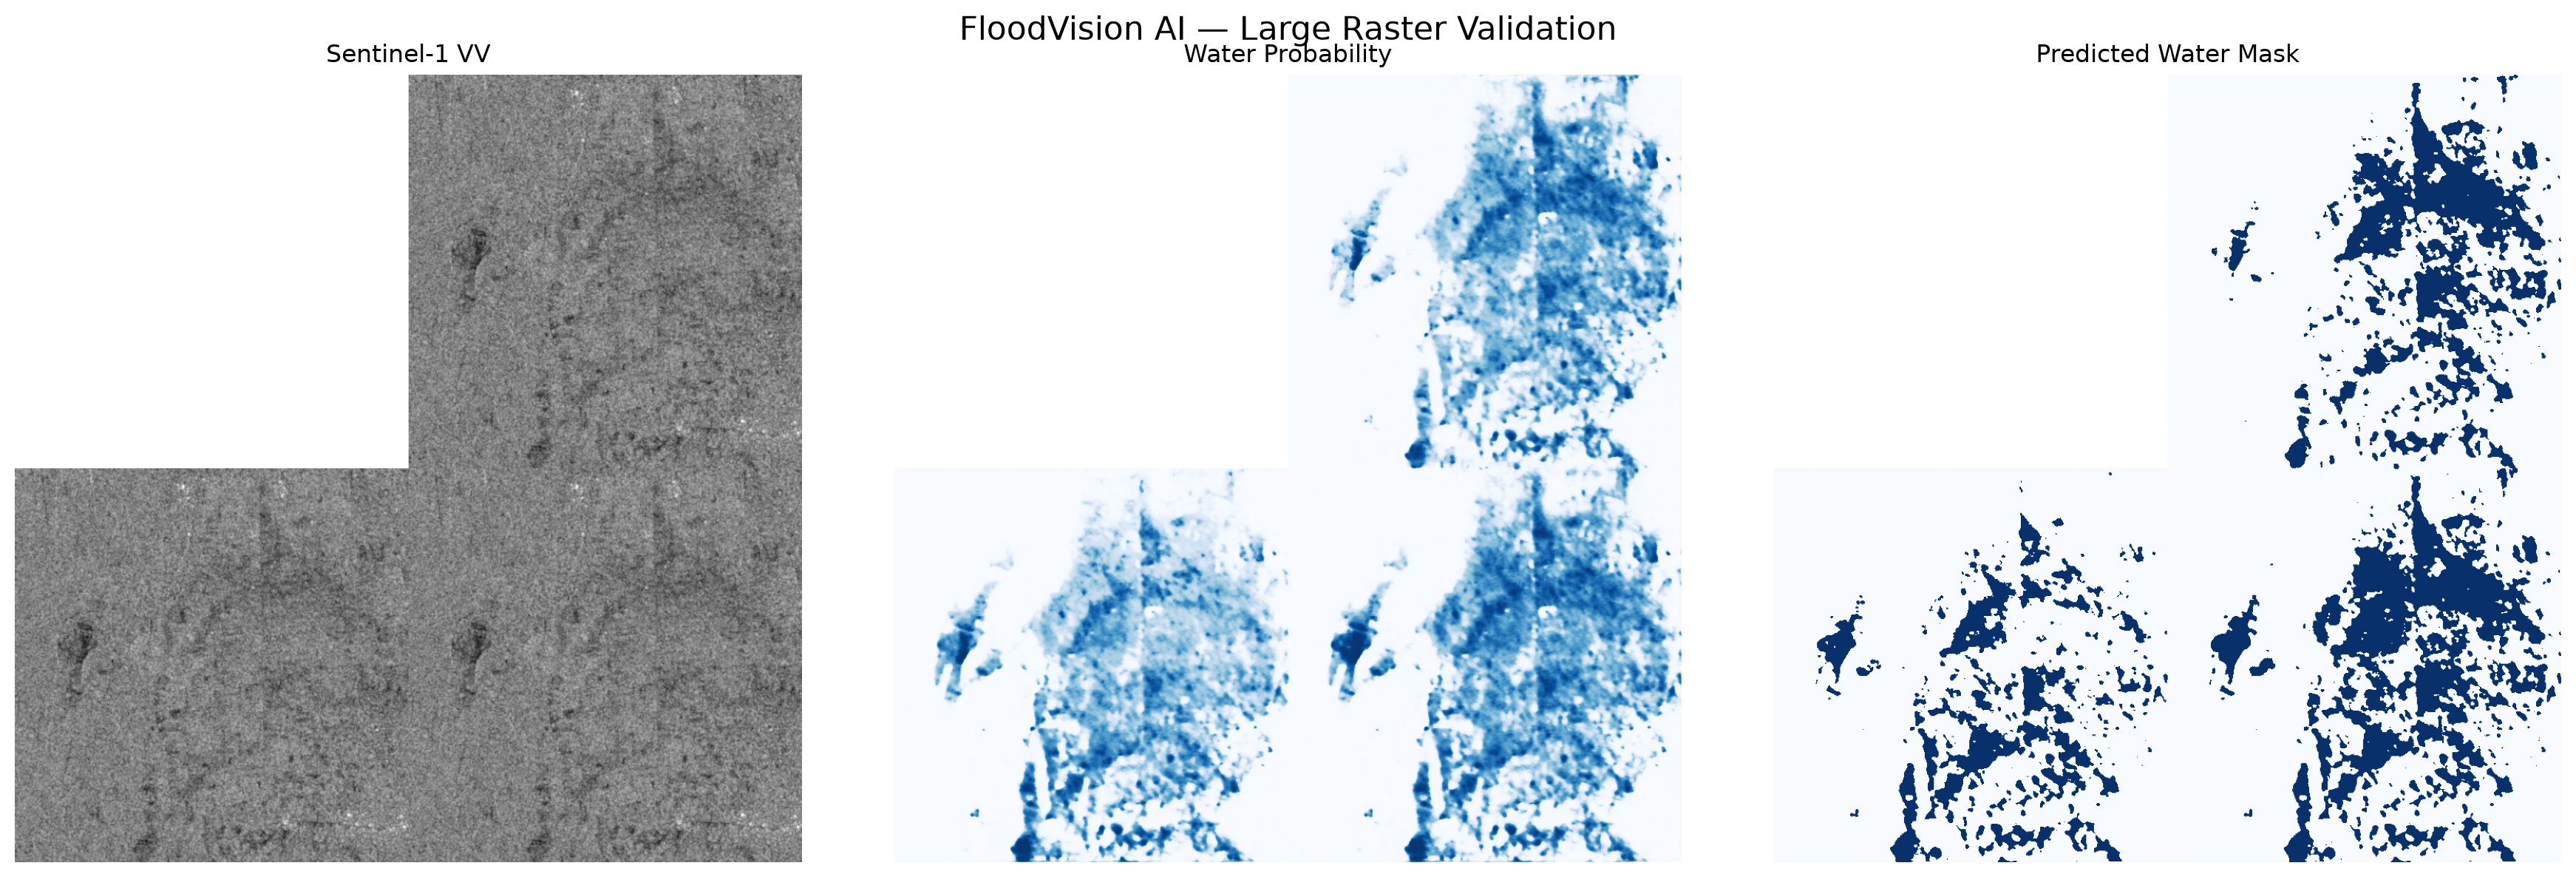 FloodVision AI — Large Raster Validation
Sentinel-1 VV
Water Probability
Predicted Water Mask